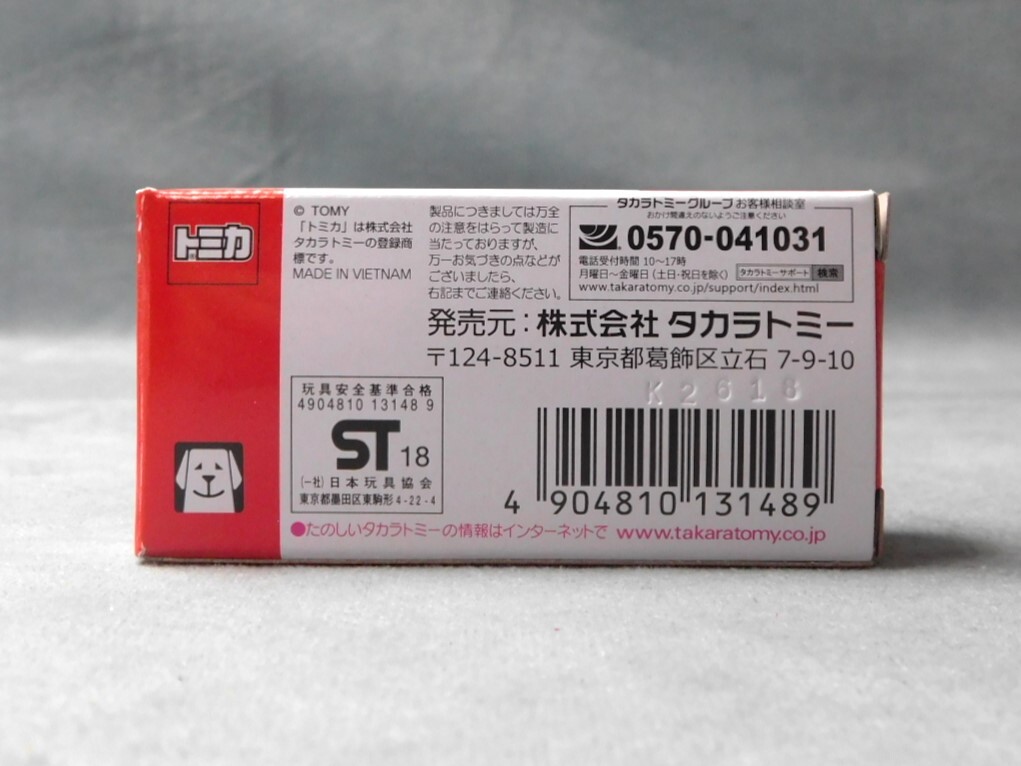 トミカ
© TOMY
「トミカ」は株式会社
タカラトミーの登録商
標です。
MADE IN VIETNAM
製品につきましては万全
の注意をはらって製造に
当たっておりますが、
万一お気づきの点などが
ございましたら、
右記までご連絡ください。
タカラトミーグループお客様相談室
おかけ間違えのないようご注意ください
0570-041031
電話受付時間 10〜17時
月曜日〜金曜日（土日・祝日を除く） タカラトミーサポート 検索
www.takaratomy.co.jp/support/index.html
発売元：株式会社 タカラトミー
〒124-8511 東京都葛飾区立石 7-9-10
K2618
玩具安全基準合格
4904810 13148 9
ST 18
(一社) 日本玩具協会
東京都墨田区東駒形4-22-4
4 904810 131489
●たのしいタカラトミーの情報はインターネットで www.takaratomy.co.jp